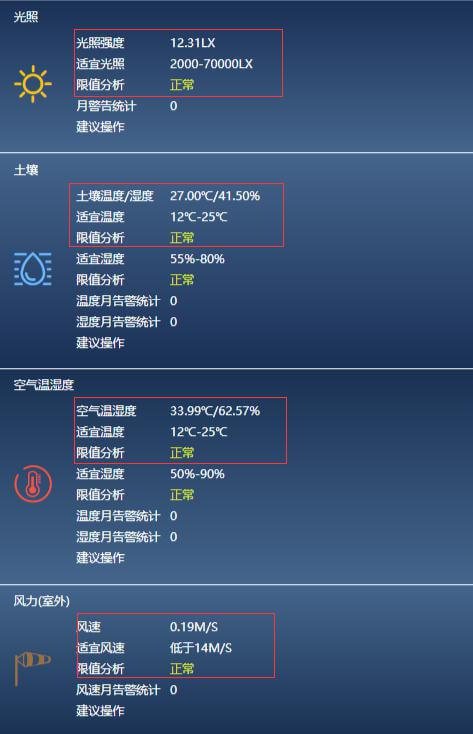 光照
光照强度 12.31LX
适宜光照 2000-70000LX
限值分析 正常
月警告统计 0
建议操作
土壤
土壤温度/湿度 27.00℃/41.50%
适宜温度 12℃-25℃
限值分析 正常
适宜湿度 55%-80%
限值分析 正常
温度月告警统计 0
湿度月告警统计 0
建议操作
空气温湿度
空气温湿度 33.99℃/62.57%
适宜温度 12℃-25℃
限值分析 正常
适宜湿度 50%-90%
限值分析 正常
温度月告警统计 0
湿度月告警统计 0
建议操作
风力(室外)
风速 0.19M/S
适宜风速 低于14M/S
限值分析 正常
风速月告警统计 0
建议操作